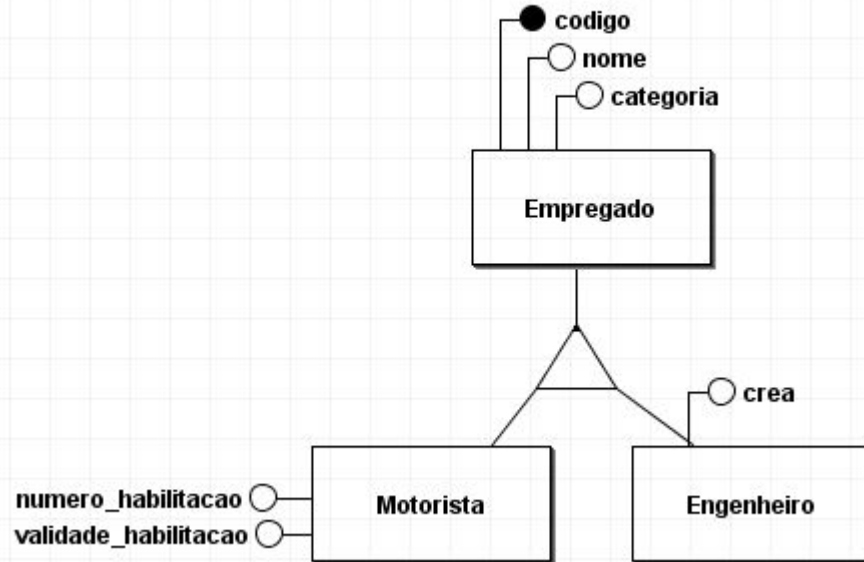 codigo
nome
categoria
Empregado
crea
numero_habilitacao
validade_habilitacao
Motorista
Engenheiro